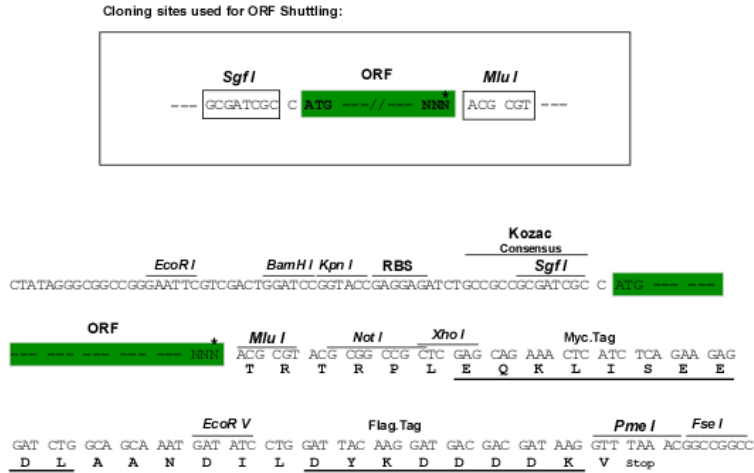 Cloning sites used for ORF Shuttling:
Sgf I ORF Mlu I
--- GCGATCGC C ATG ---//--- NNN* ACG CGT ---
Kozac
Consensus
EcoR I BamH I Kpn I RBS Sgf I
CTATAGGGCGGCCGGGAATTCGTCGACTGGATCCGGTACCGAGGAGATCTGCCGCCGCGATCGC C ATG --- ---
ORF Mlu I Not I Xho I Myc.Tag
--- --- --- --- --- NNN* ACG CGT ACG CGG CCG CTC GAG CAG AAA CTC ATC TCA GAA GAG
T R T R P L E Q K L I S E E
EcoR V Flag.Tag Pme I Fse I
GAT CTG GCA GCA AAT GAT ATC CTG GAT TAC AAG GAT GAC GAC GAT AAG GTT TAA ACGGCCGGCC
D L A A N D I L D Y K D D D D K V Stop